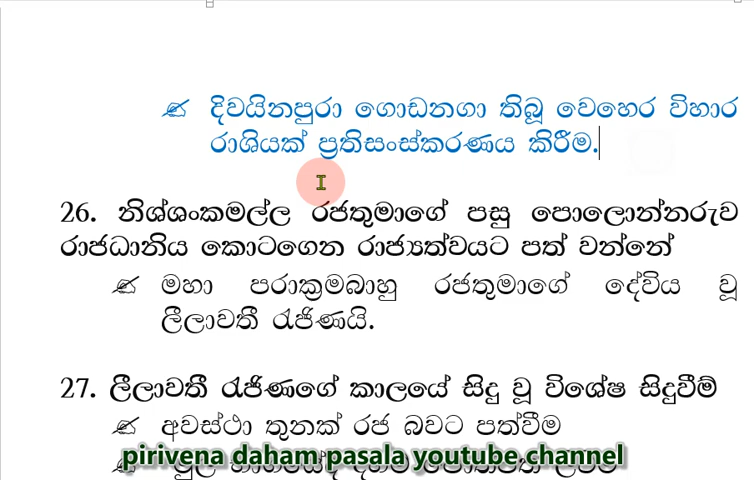 දිවයිනපුරා ගොඩනගා තිබූ වෙහෙර විහාර
රාශියක් ප්‍රතිසංස්කරණය කිරීම.
26. නිශ්ශංකමල්ල රජතුමාගේ පසු පොලොන්නරුව
රාජධානිය කොටගෙන රාජ්‍යත්වයට පත් වන්නේ
මහා පරාක්‍රමබාහු රජතුමාගේ දේවිය වූ
ලීලාවතී රැජිණයි.
27. ලීලාවතී රැජිණගේ කාලයේ සිදු වූ විශේෂ සිදුවීම්
අවස්ථා තුනක් රජ බවට පත්වීම
pirivena daham pasala youtube channel